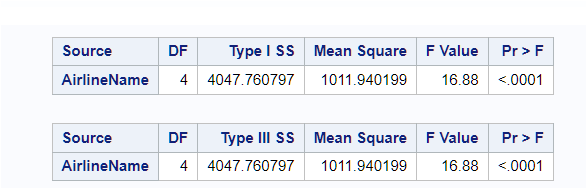 Source DF Type I SS Mean Square F Value Pr > F
AirlineName 4 4047.760797 1011.940199 16.88 <.0001
Source DF Type III SS Mean Square F Value Pr > F
AirlineName 4 4047.760797 1011.940199 16.88 <.0001